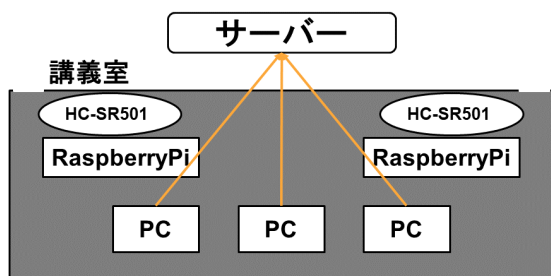 サーバー
講義室
HC-SR501
HC-SR501
RaspberryPi
RaspberryPi
PC
PC
PC